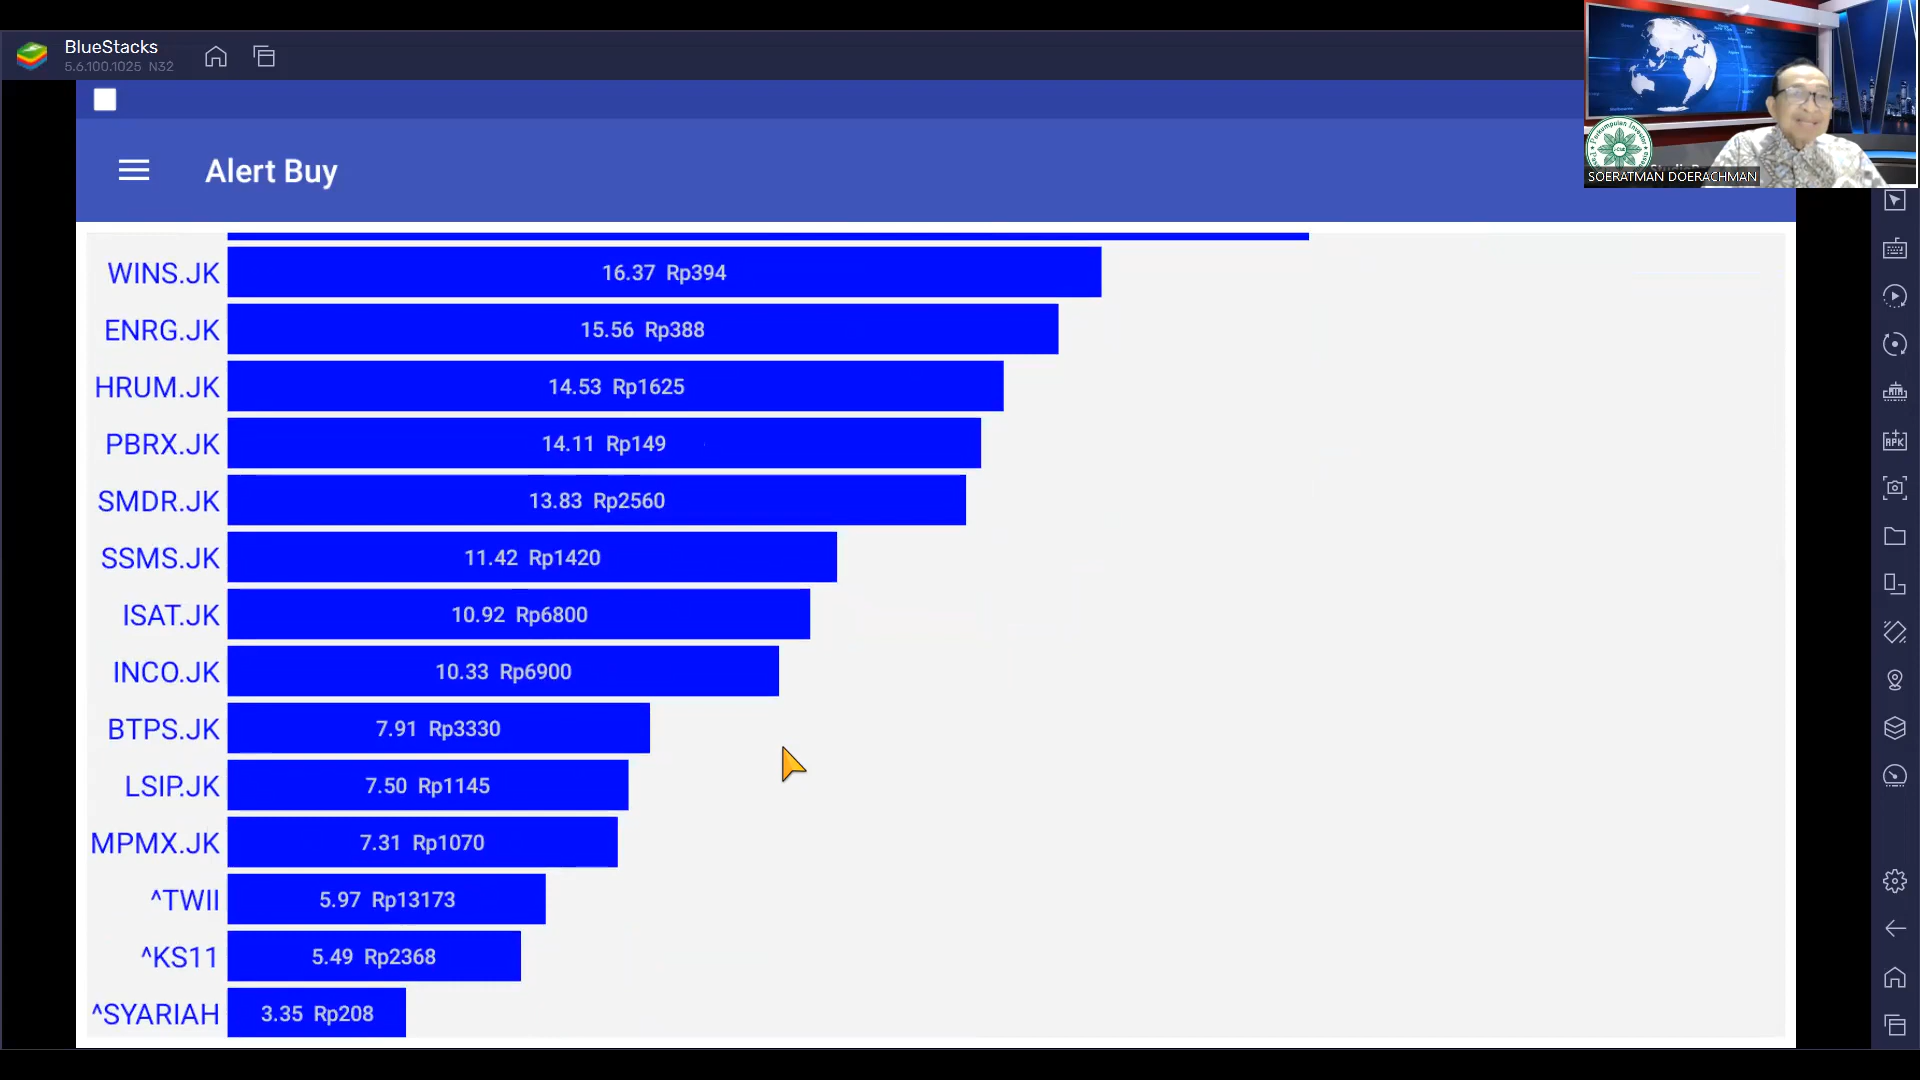 BlueStacks
5.6.100.1025 N32
Alert Buy
SOERATMAN DOERACHMAN
WINS.JK 16.37 Rp394
ENRG.JK 15.56 Rp388
HRUM.JK 14.53 Rp1625
PBRX.JK 14.11 Rp149
SMDR.JK 13.83 Rp2560
SSMS.JK 11.42 Rp1420
ISAT.JK 10.92 Rp6800
INCO.JK 10.33 Rp6900
BTPS.JK 7.91 Rp3330
LSIP.JK 7.50 Rp1145
MPMX.JK 7.31 Rp1070
^TWII 5.97 Rp13173
^KS11 5.49 Rp2368
^SYARIAH 3.35 Rp208